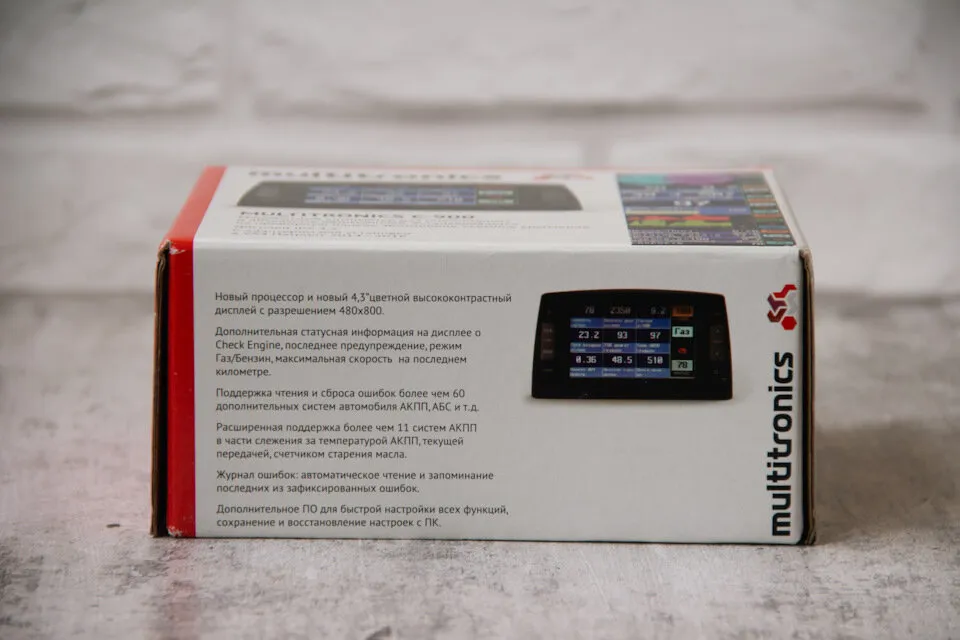 multitronics
MULTITRONICS C-900
Новый процессор и новый 4,3"цветной высококонтрастный
дисплей с разрешением 480x800.
Дополнительная статусная информация на дисплее о
Check Engine, последнее предупреждение, режим
Газ/Бензин, максимальная скорость на последнем
километре.
Поддержка чтения и сброса ошибок более чем 60
дополнительных систем автомобиля АКПП, АБС и т.д.
Расширенная поддержка более чем 11 систем АКПП
в части слежения за температурой АКПП, текущей
передачей, счетчиком старения масла.
Журнал ошибок: автоматическое чтение и запоминание
последних из зафиксированных ошибок.
Дополнительное ПО для быстрой настройки всех функций,
сохранение и восстановление настроек с ПК.
78 2350 8.2
23.2 93 97 Газ
0.36 48.5 510 78
multitronics